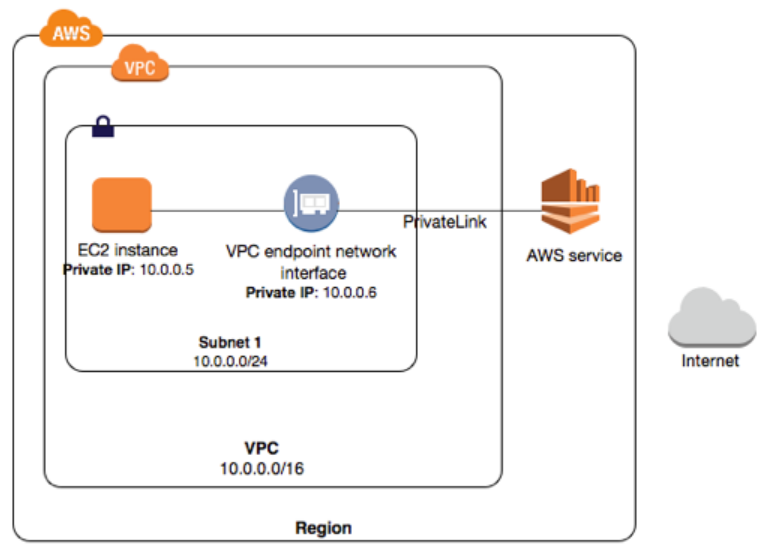 AWS
VPC
EC2 instance
Private IP: 10.0.0.5
VPC endpoint network
interface
Private IP: 10.0.0.6
PrivateLink
AWS service
Subnet 1
10.0.0.0/24
Internet
VPC
10.0.0.0/16
Region